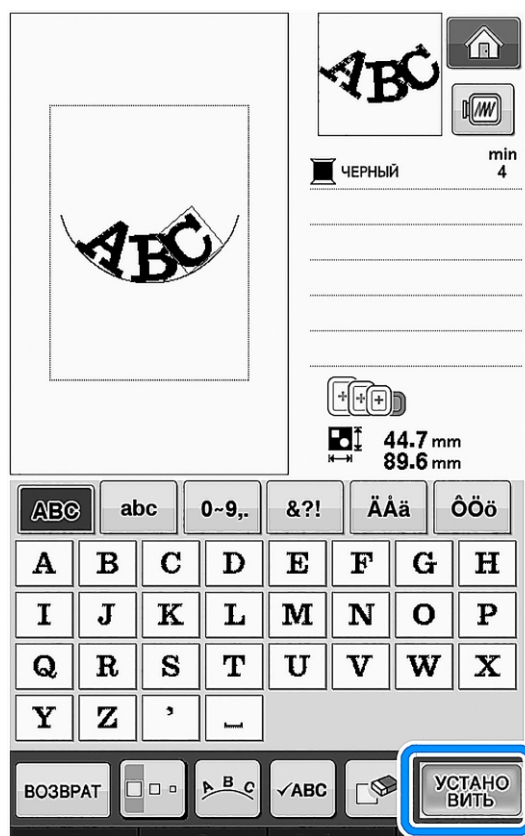 ABC
ABC
min
ЧЕРНЫЙ 4
44.7 mm
89.6 mm
ABC abc 0~9,. &?! ÄÅä ÔÖö
A B C D E F G H
I J K L M N O P
Q R S T U V W X
Y Z ’ ⎵
ВОЗВРАТ ABC ✓ABC УСТАНО
ВИТЬ